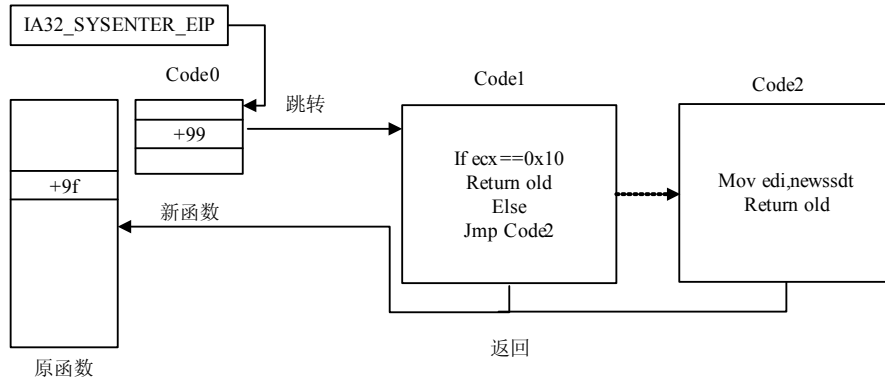 IA32_SYSENTER_EIP
Code0
Code1
Code2
跳转
+99
If ecx==0x10
Return old
Else
Jmp Code2
Mov edi,newssdt
Return old
+9f
新函数
返回
原函数